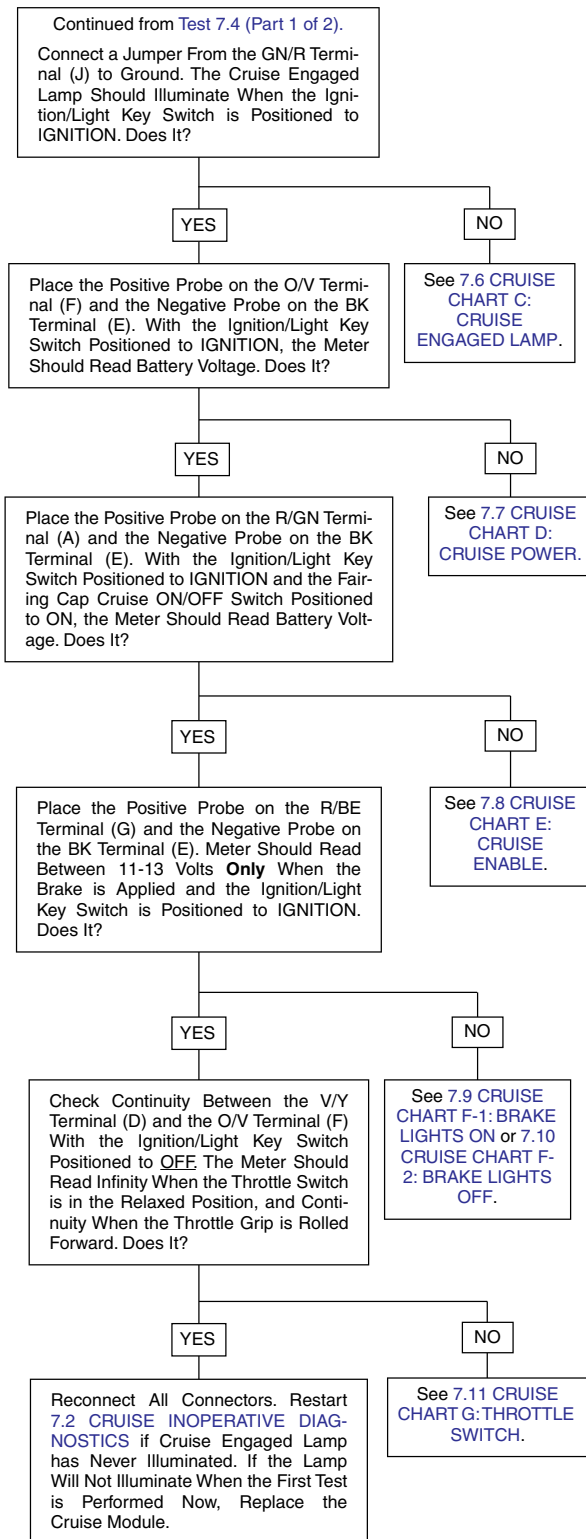 Continued from Test 7.4 (Part 1 of 2).
Connect a Jumper From the GN/R Termi-
nal (J) to Ground. The Cruise Engaged
Lamp Should Illuminate When the Igni-
tion/Light Key Switch is Positioned to
IGNITION. Does It?
YES
NO
Place the Positive Probe on the O/V Termi-
nal (F) and the Negative Probe on the BK
Terminal (E). With the Ignition/Light Key
Switch Positioned to IGNITION, the Meter
Should Read Battery Voltage. Does It?
See 7.6 CRUISE
CHART C:
CRUISE
ENGAGED LAMP.
YES
NO
Place the Positive Probe on the R/GN Termi-
nal (A) and the Negative Probe on the BK
Terminal (E). With the Ignition/Light Key
Switch Positioned to IGNITION and the Fair-
ing Cap Cruise ON/OFF Switch Positioned
to ON, the Meter Should Read Battery Volt-
age. Does It?
See 7.7 CRUISE
CHART D:
CRUISE POWER.
YES
NO
Place the Positive Probe on the R/BE
Terminal (G) and the Negative Probe on
the BK Terminal (E). Meter Should Read
Between 11-13 Volts Only When the
Brake is Applied and the Ignition/Light
Key Switch is Positioned to IGNITION.
Does It?
See 7.8 CRUISE
CHART E:
CRUISE
ENABLE.
YES
NO
Check Continuity Between the V/Y
Terminal (D) and the O/V Terminal (F)
With the Ignition/Light Key Switch
Positioned to OFF. The Meter Should
Read Infinity When the Throttle Switch
is in the Relaxed Position, and Conti-
nuity When the Throttle Grip is Rolled
Forward. Does It?
See 7.9 CRUISE
CHART F-1: BRAKE
LIGHTS ON or 7.10
CRUISE CHART F-
2: BRAKE LIGHTS
OFF.
YES
NO
Reconnect All Connectors. Restart
7.2 CRUISE INOPERATIVE DIAG-
NOSTICS if Cruise Engaged Lamp
has Never Illuminated. If the Lamp
Will Not Illuminate When the First Test
is Performed Now, Replace the
Cruise Module.
See 7.11 CRUISE
CHART G: THROTTLE
SWITCH.